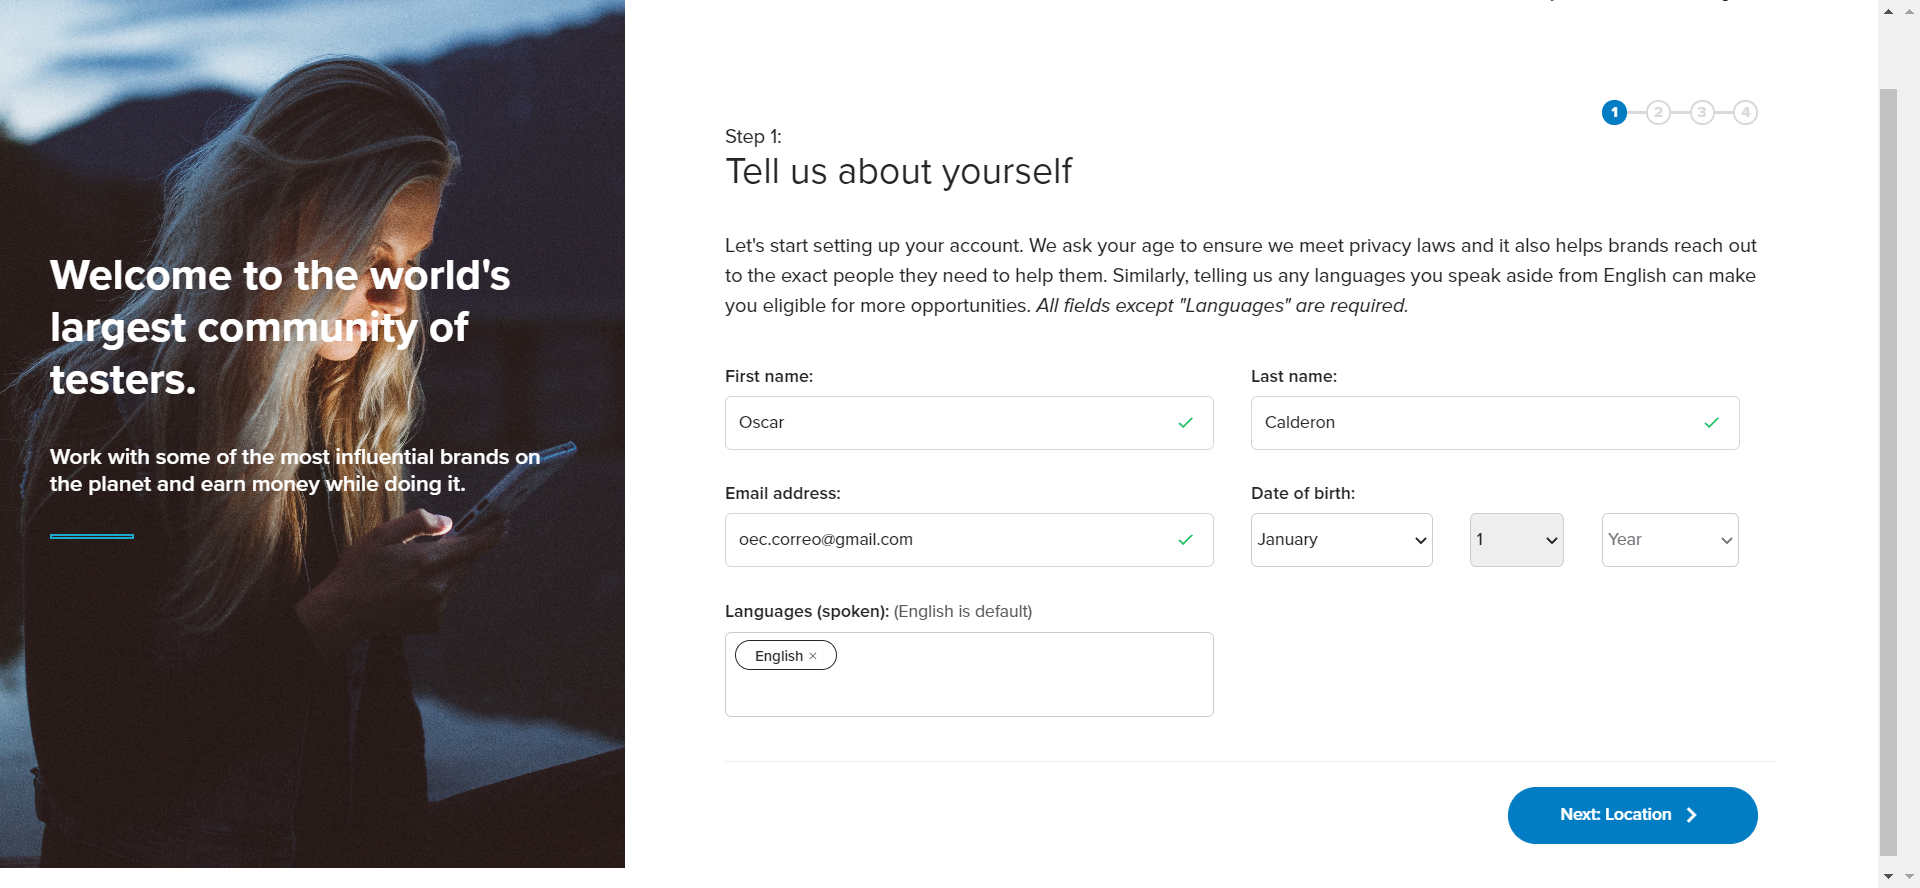 Welcome to the world's
largest community of
testers.
Work with some of the most influential brands on
the planet and earn money while doing it.
1 2 3 4
Step 1:
Tell us about yourself
Let's start setting up your account. We ask your age to ensure we meet privacy laws and it also helps brands reach out
to the exact people they need to help them. Similarly, telling us any languages you speak aside from English can make
you eligible for more opportunities. All fields except "Languages" are required.
First name:
Last name:
Oscar
Calderon
Email address:
Date of birth:
oec.correo@gmail.com
January
1
Year
Languages (spoken): (English is default)
English ×
Next: Location